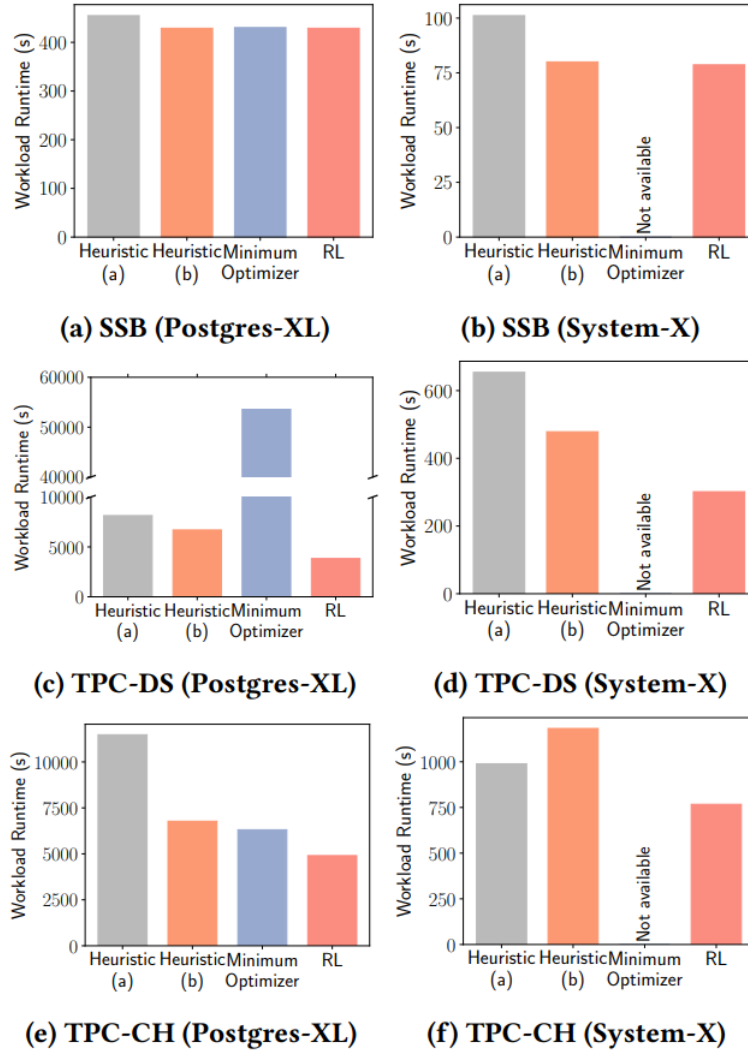 Workload Runtime (s)
400
300
200
100
0
Heuristic
(a)
Heuristic
(b)
Minimum
Optimizer
RL
(a) SSB (Postgres-XL)
Workload Runtime (s)
100
75
50
25
0
Not available
Heuristic
(a)
Heuristic
(b)
Minimum
Optimizer
RL
(b) SSB (System-X)
Workload Runtime (s)
60000
50000
40000
10000
5000
0
Heuristic
(a)
Heuristic
(b)
Minimum
Optimizer
RL
(c) TPC-DS (Postgres-XL)
Workload Runtime (s)
600
400
200
0
Not available
Heuristic
(a)
Heuristic
(b)
Minimum
Optimizer
RL
(d) TPC-DS (System-X)
Workload Runtime (s)
10000
7500
5000
2500
0
Heuristic
(a)
Heuristic
(b)
Minimum
Optimizer
RL
(e) TPC-CH (Postgres-XL)
Workload Runtime (s)
1000
750
500
250
0
Not available
Heuristic
(a)
Heuristic
(b)
Minimum
Optimizer
RL
(f) TPC-CH (System-X)